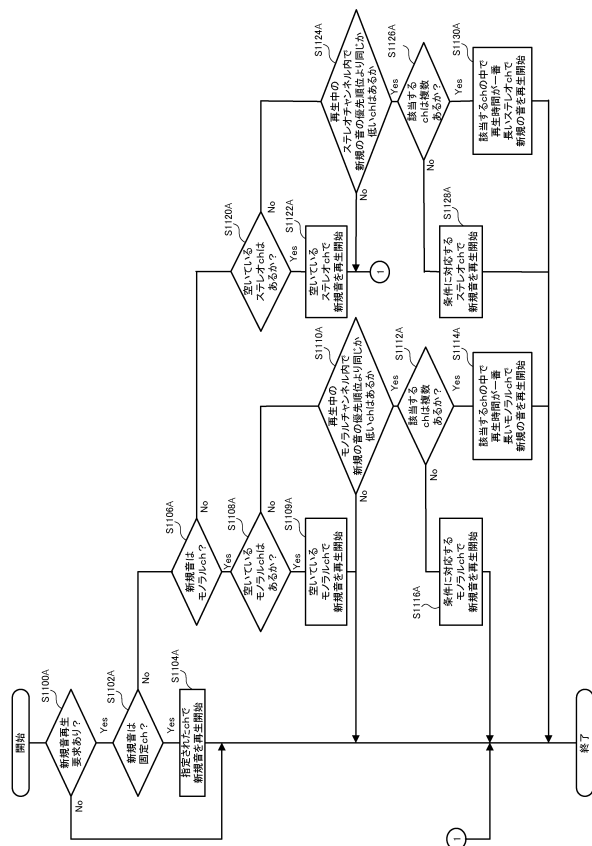 開始
S1100A
新規音再生
要求あり？
No
Yes
S1102A
新規音は
固定ch？
No
Yes
S1104A
指定されたchで
新規音を再生開始
S1106A
新規音は
モノラルch？
No
Yes
S1108A
空いている
モノラルchは
あるか？
No
Yes
S1109A
空いている
モノラルchで
新規音を再生開始
S1110A
再生中の
モノラルチャンネル内で
新規の音の優先順位より同じか
低いchはあるか
No
Yes
S1112A
該当する
chは複数
あるか？
No
Yes
S1114A
該当するchの中で
再生時間が一番
長いモノラルchで
新規の音を再生開始
S1116A
条件に対応する
モノラルchで
新規音を再生開始
S1120A
空いている
ステレオchは
あるか？
No
Yes
S1122A
空いている
ステレオchで
新規音を再生開始
1
S1124A
再生中の
ステレオチャンネル内で
新規の音の優先順位より同じか
低いchはあるか
No
Yes
S1126A
該当する
chは複数
あるか？
No
Yes
S1128A
条件に対応する
ステレオchで
新規音を再生開始
S1130A
該当するchの中で
再生時間が一番
長いステレオchで
新規の音を再生開始
1
終了